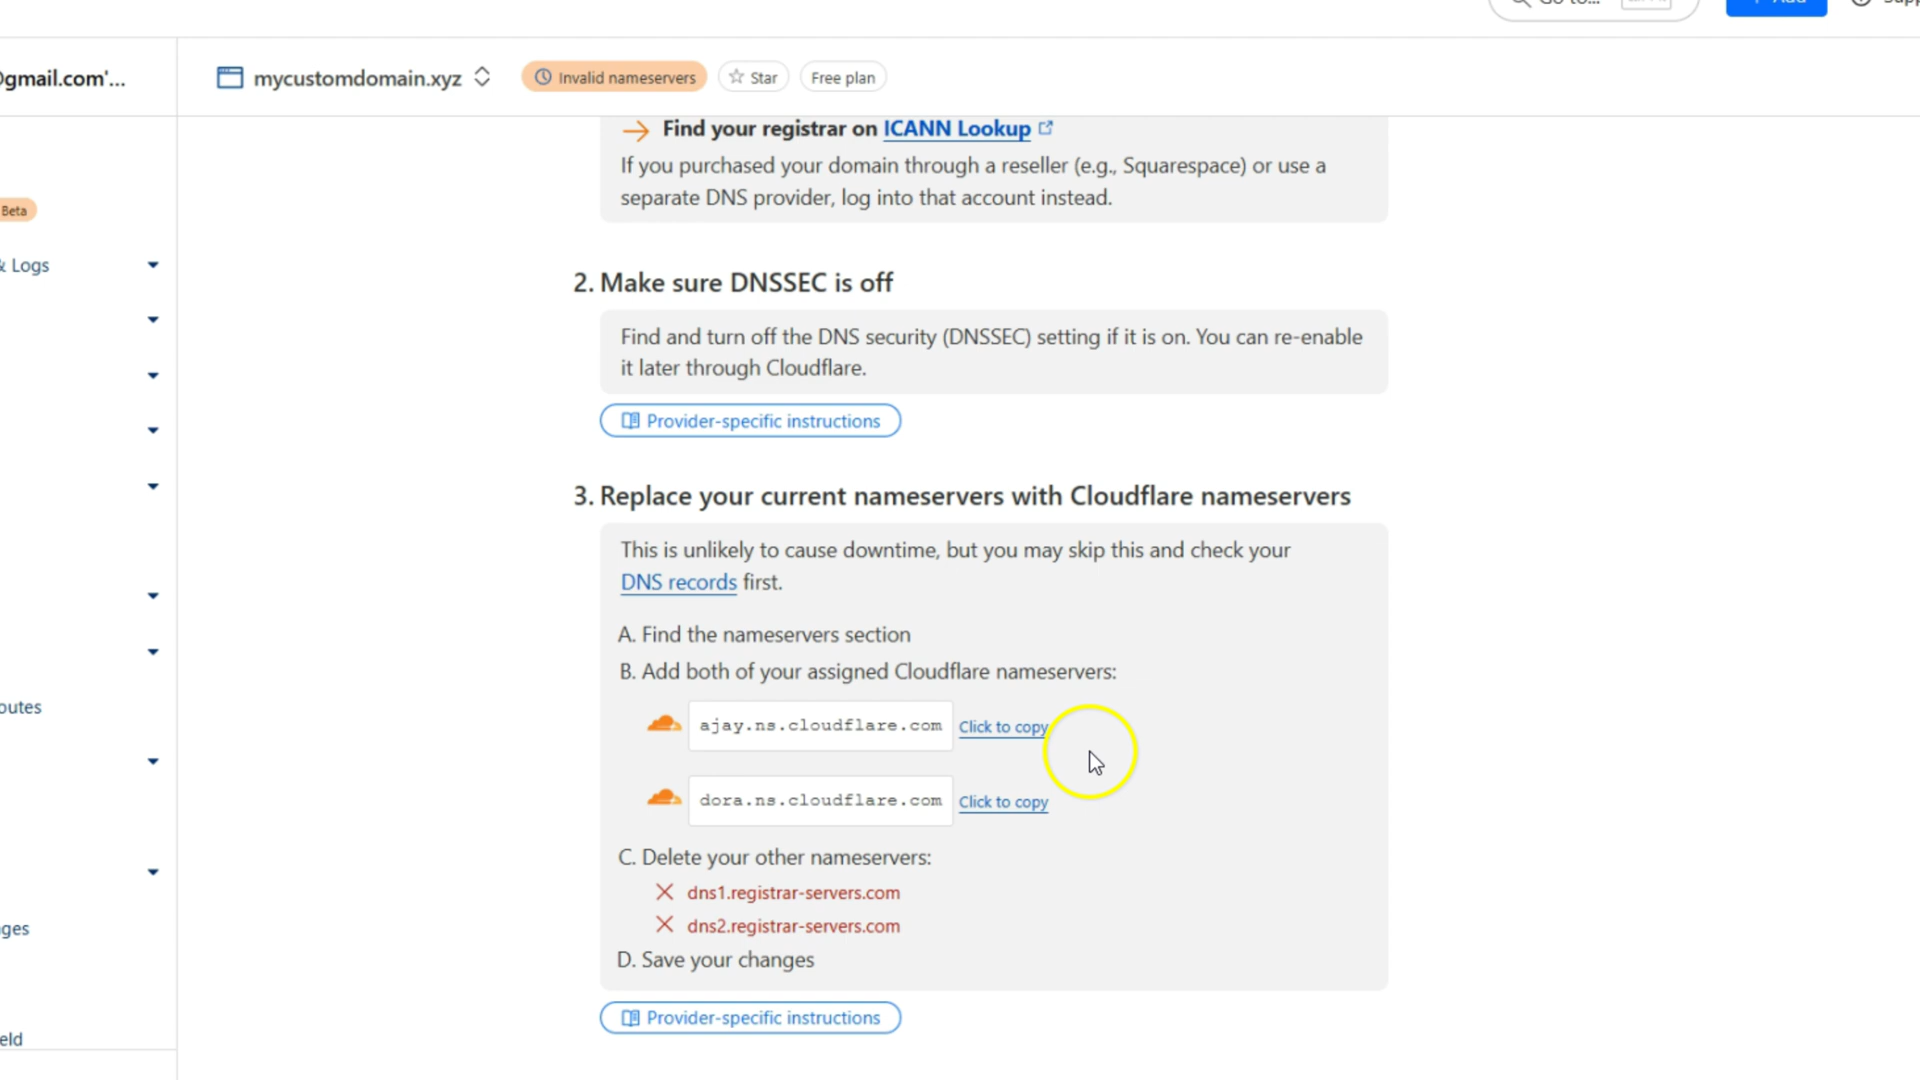 @gmail.com'...
mycustomdomain.xyz
Invalid nameservers
Star
Free plan
Beta
& Logs
Find your registrar on ICANN Lookup
If you purchased your domain through a reseller (e.g., Squarespace) or use a
separate DNS provider, log into that account instead.
2. Make sure DNSSEC is off
Find and turn off the DNS security (DNSSEC) setting if it is on. You can re-enable
it later through Cloudflare.
Provider-specific instructions
3. Replace your current nameservers with Cloudflare nameservers
This is unlikely to cause downtime, but you may skip this and check your
DNS records first.
A. Find the nameservers section
B. Add both of your assigned Cloudflare nameservers:
ajay.ns.cloudflare.com Click to copy
dora.ns.cloudflare.com Click to copy
C. Delete your other nameservers:
dns1.registrar-servers.com
dns2.registrar-servers.com
D. Save your changes
Provider-specific instructions